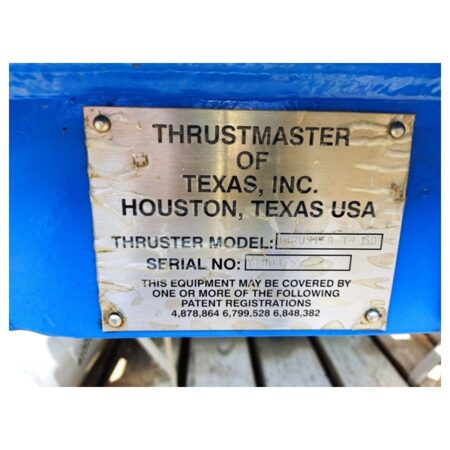 THRUSTMASTER
OF
TEXAS, INC.
HOUSTON, TEXAS USA
THRUSTER MODEL:
SERIAL NO:
THIS EQUIPMENT MAY BE COVERED BY
ONE OR MORE OF THE FOLLOWING
PATENT REGISTRATIONS
4,878,864 6,799,528 6,848,382